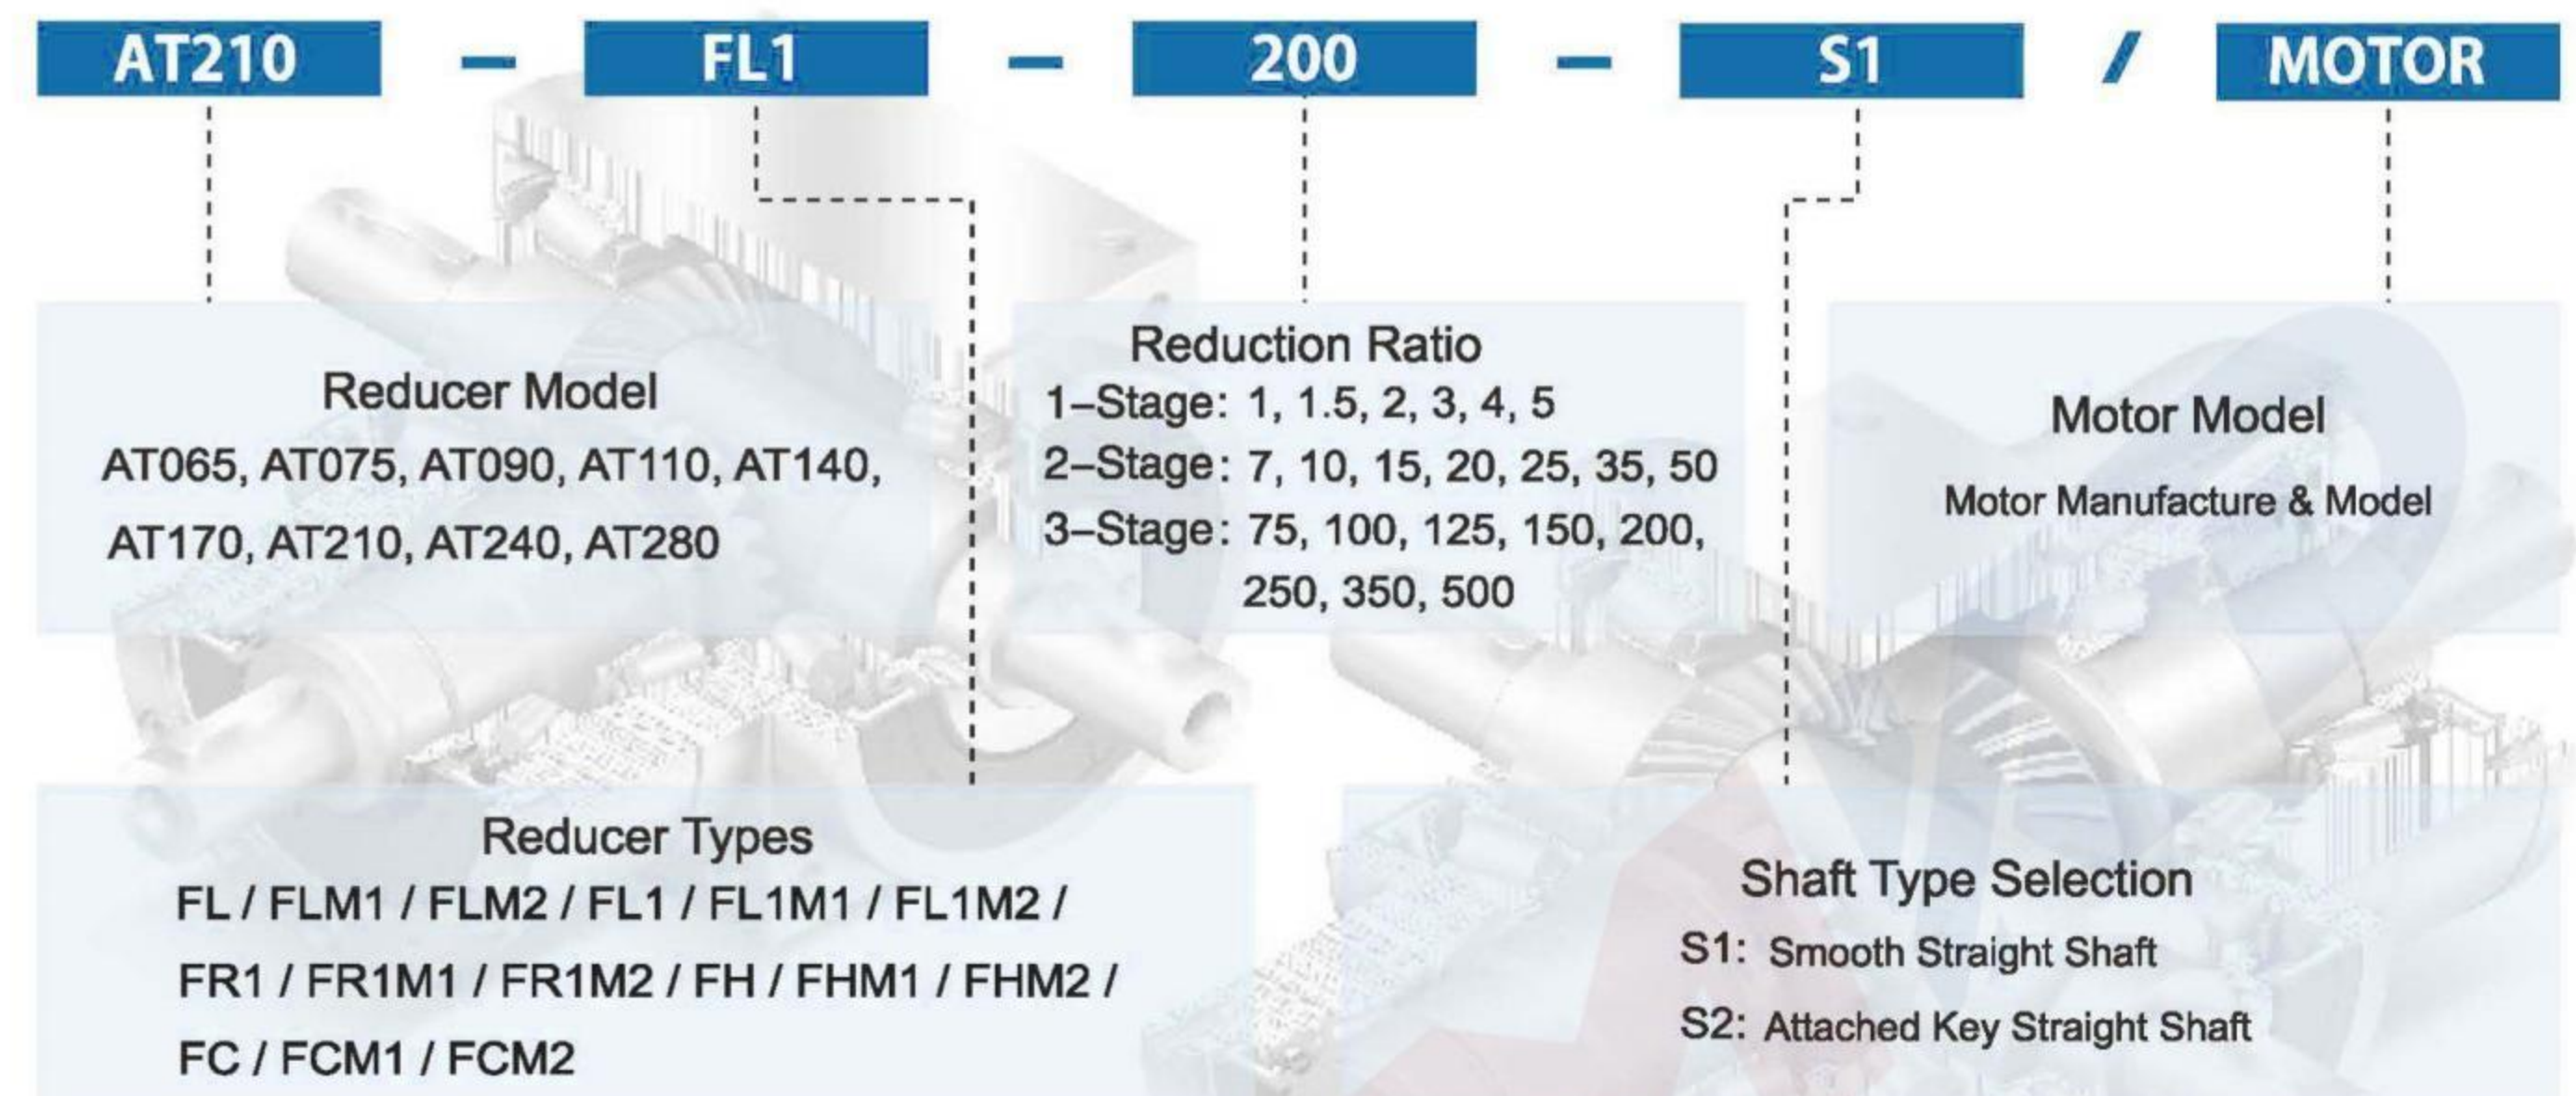 AT210 – FL1 – 200 – S1 / MOTOR
Reducer Model
AT065, AT075, AT090, AT110, AT140,
AT170, AT210, AT240, AT280
Reduction Ratio
1–Stage: 1, 1.5, 2, 3, 4, 5
2–Stage: 7, 10, 15, 20, 25, 35, 50
3–Stage: 75, 100, 125, 150, 200,
250, 350, 500
Motor Model
Motor Manufacture & Model
Reducer Types
FL / FLM1 / FLM2 / FL1 / FL1M1 / FL1M2 /
FR1 / FR1M1 / FR1M2 / FH / FHM1 / FHM2 /
FC / FCM1 / FCM2
Shaft Type Selection
S1: Smooth Straight Shaft
S2: Attached Key Straight Shaft